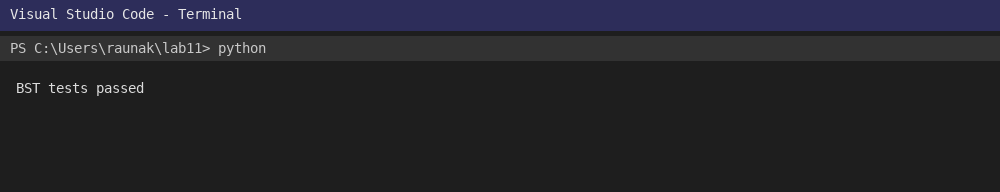 Visual Studio Code - Terminal
PS C:\Users\raunak\lab11> python
BST tests passed